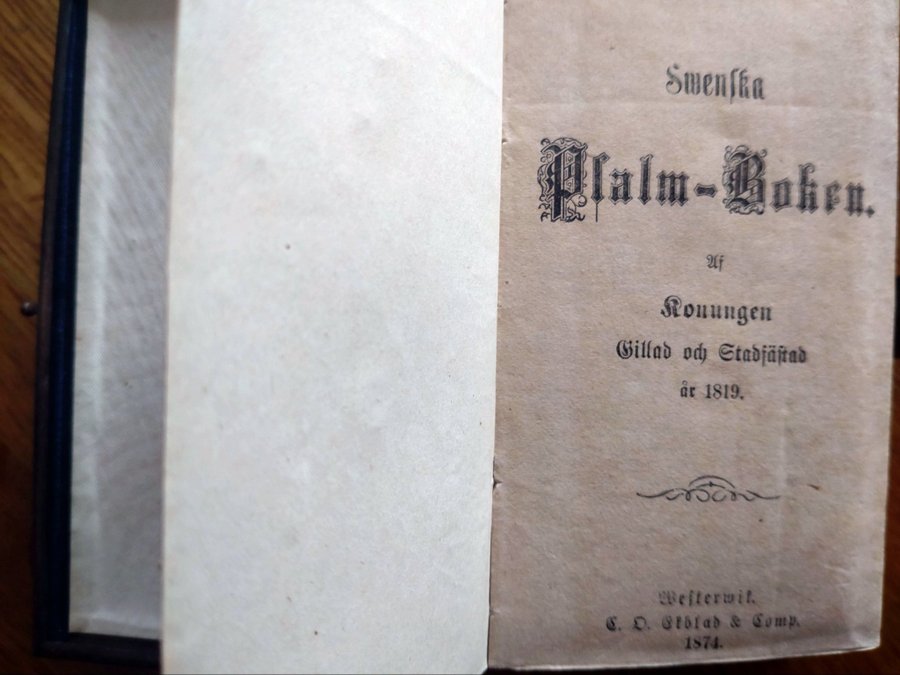 Swenska
Psalm-Boken.
Af
Konungen
Gillad och Stadfästad
år 1819.
Westerwik.
C. O. Ekblad & Comp.
1874.